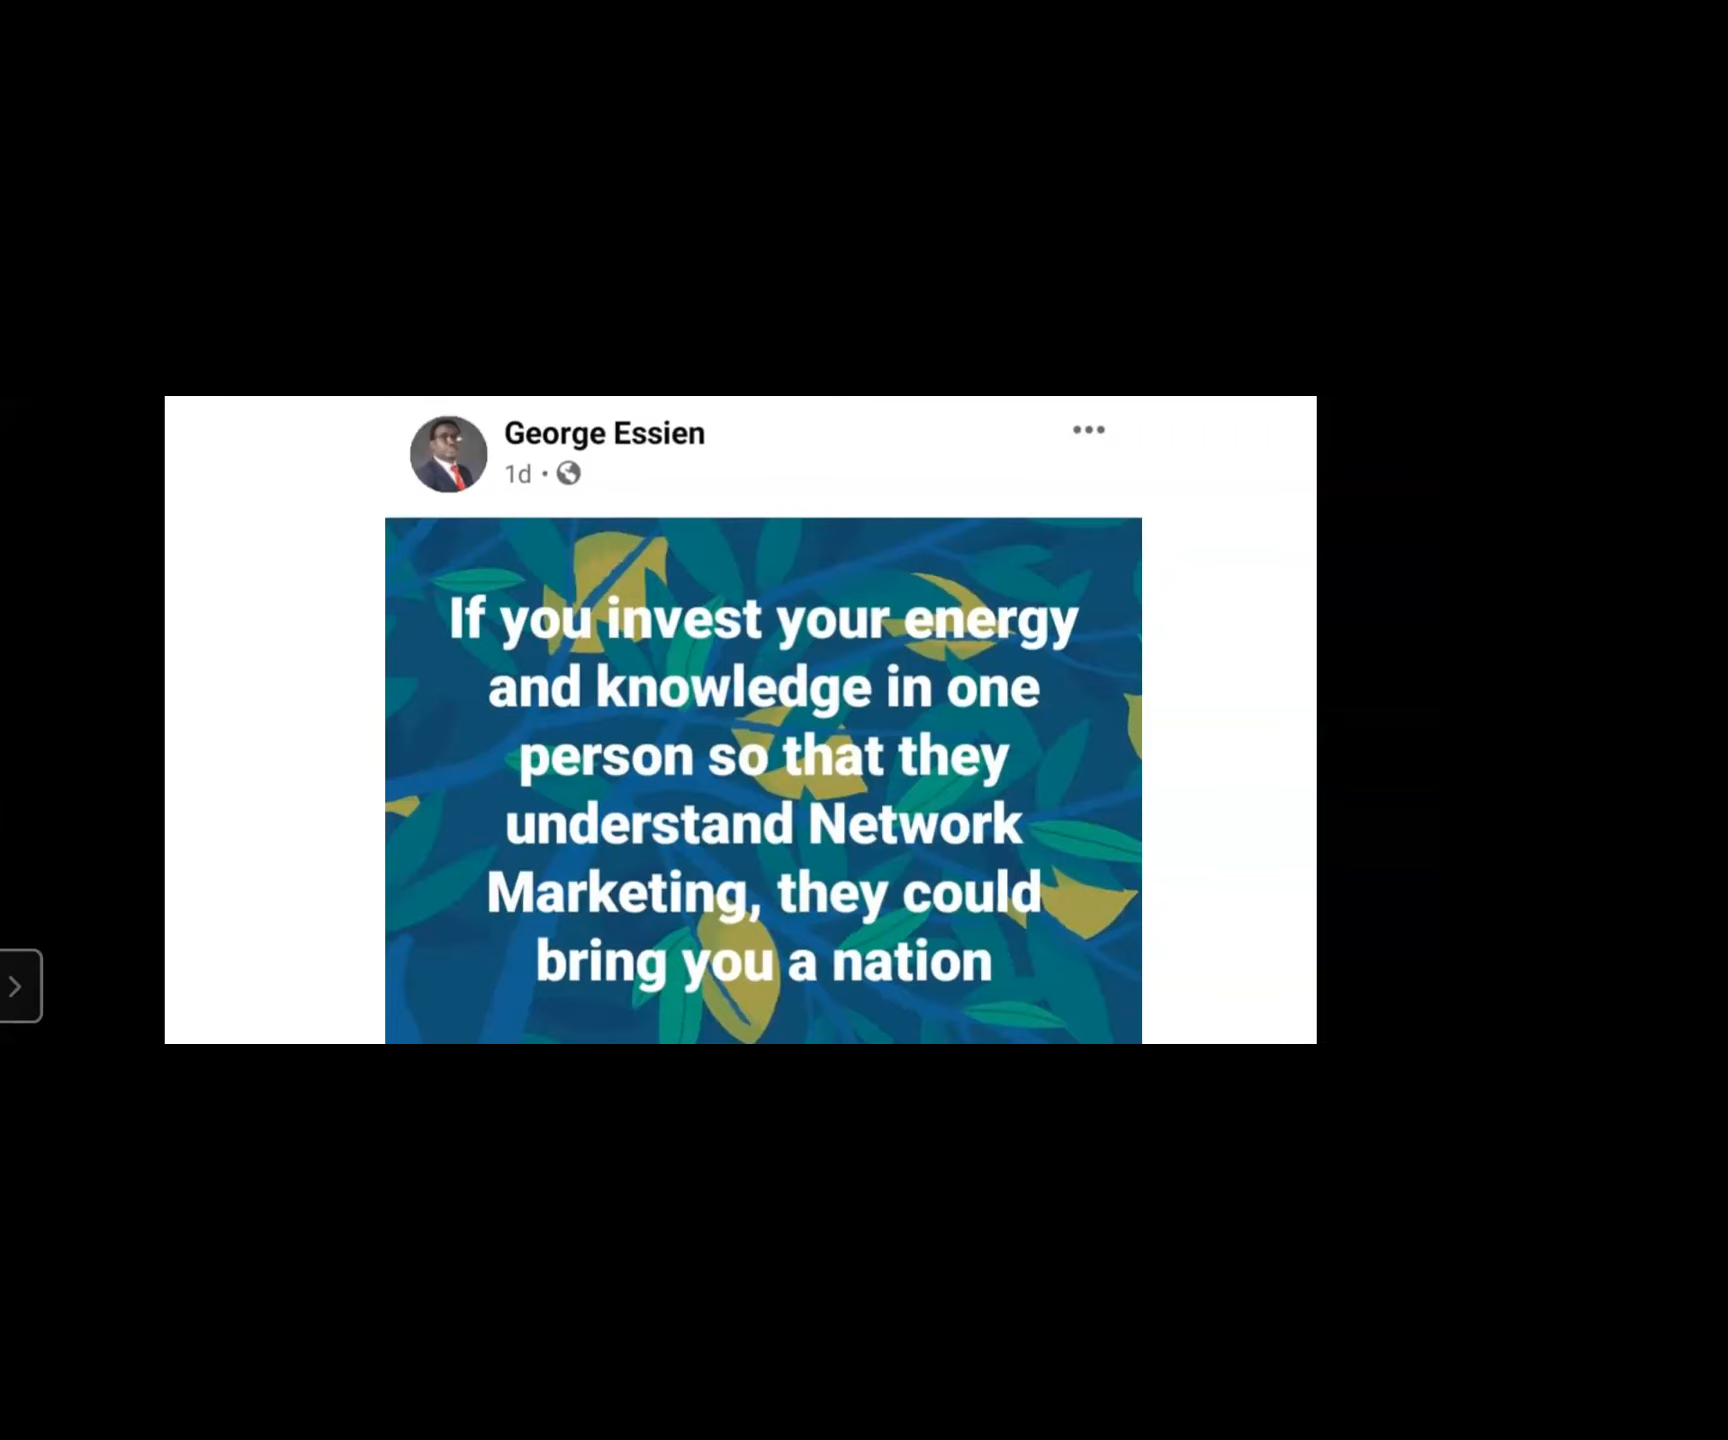 George Essien
1d •
If you invest your energy
and knowledge in one
person so that they
understand Network
Marketing, they could
bring you a nation